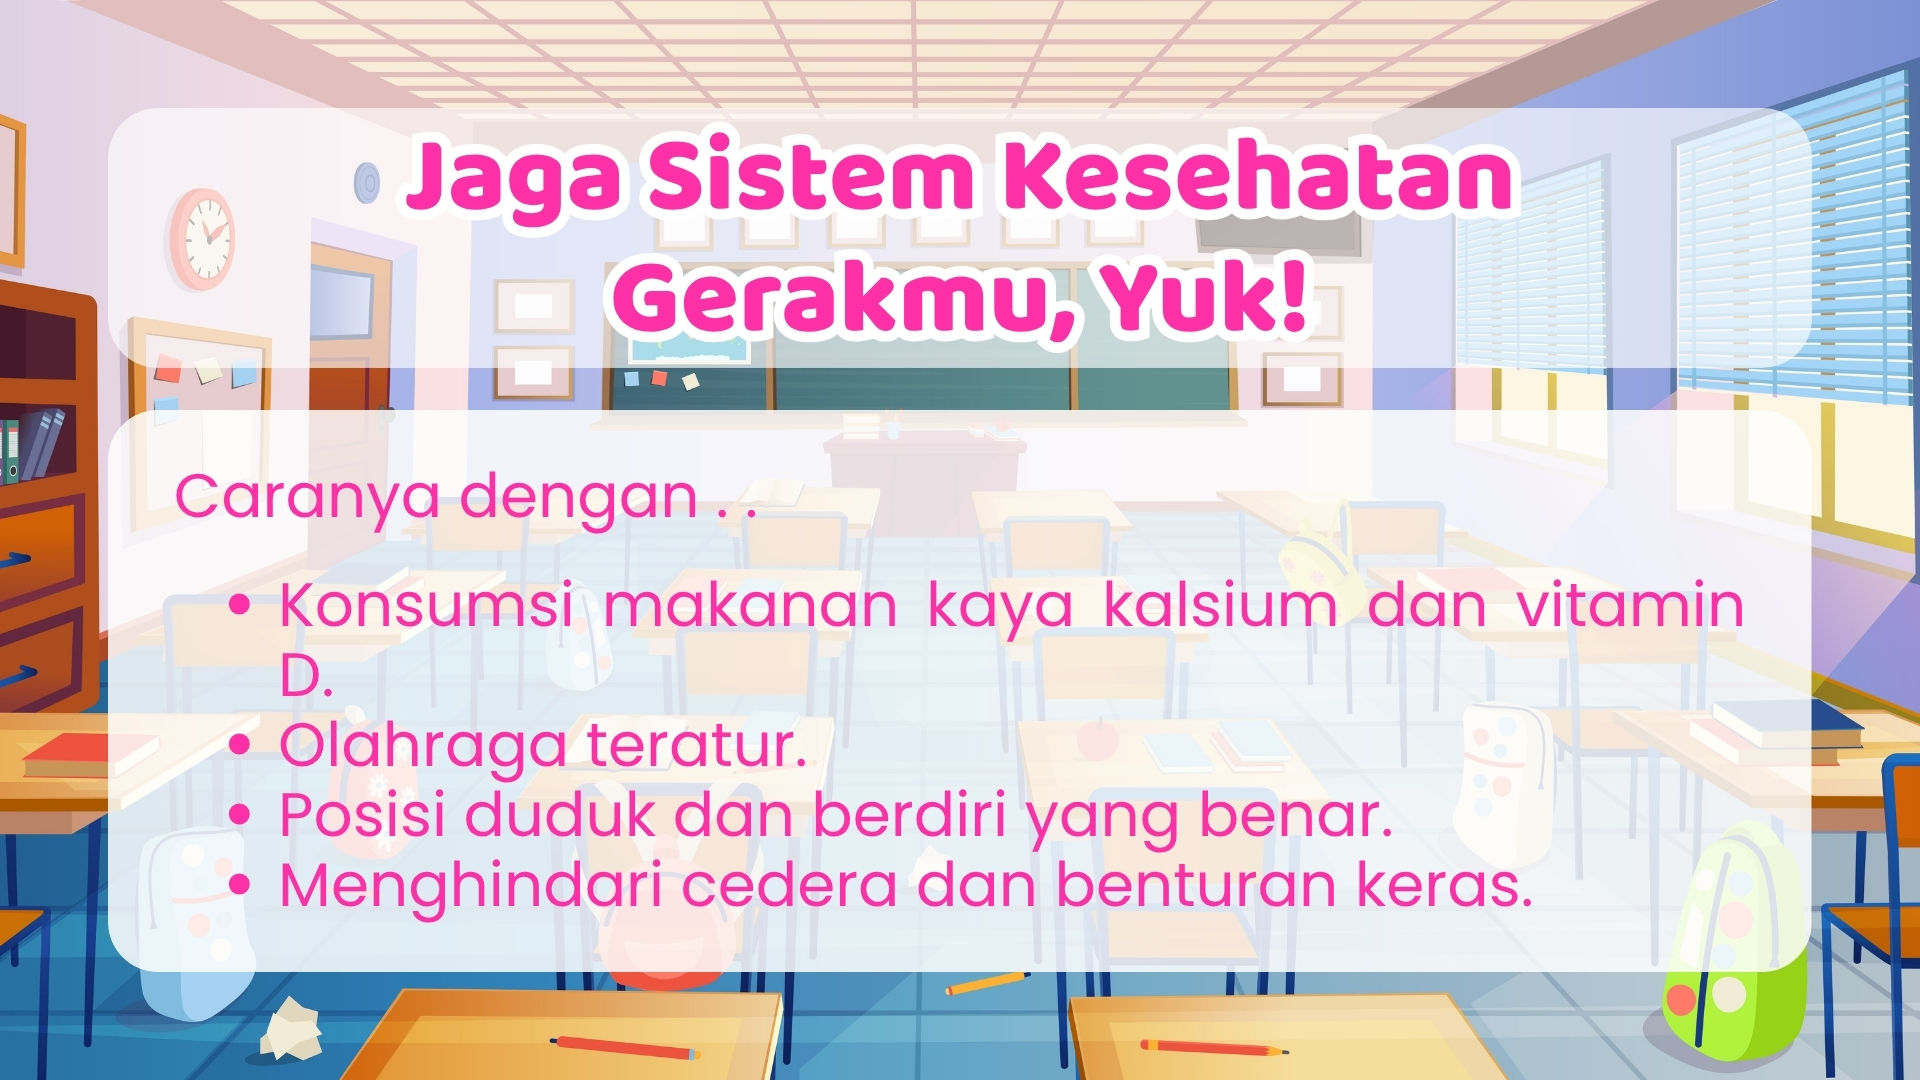 Jaga Sistem Kesehatan
Gerakmu, Yuk!
Caranya dengan . .
• Konsumsi makanan kaya kalsium dan vitamin
D.
• Olahraga teratur.
• Posisi duduk dan berdiri yang benar.
• Menghindari cedera dan benturan keras.